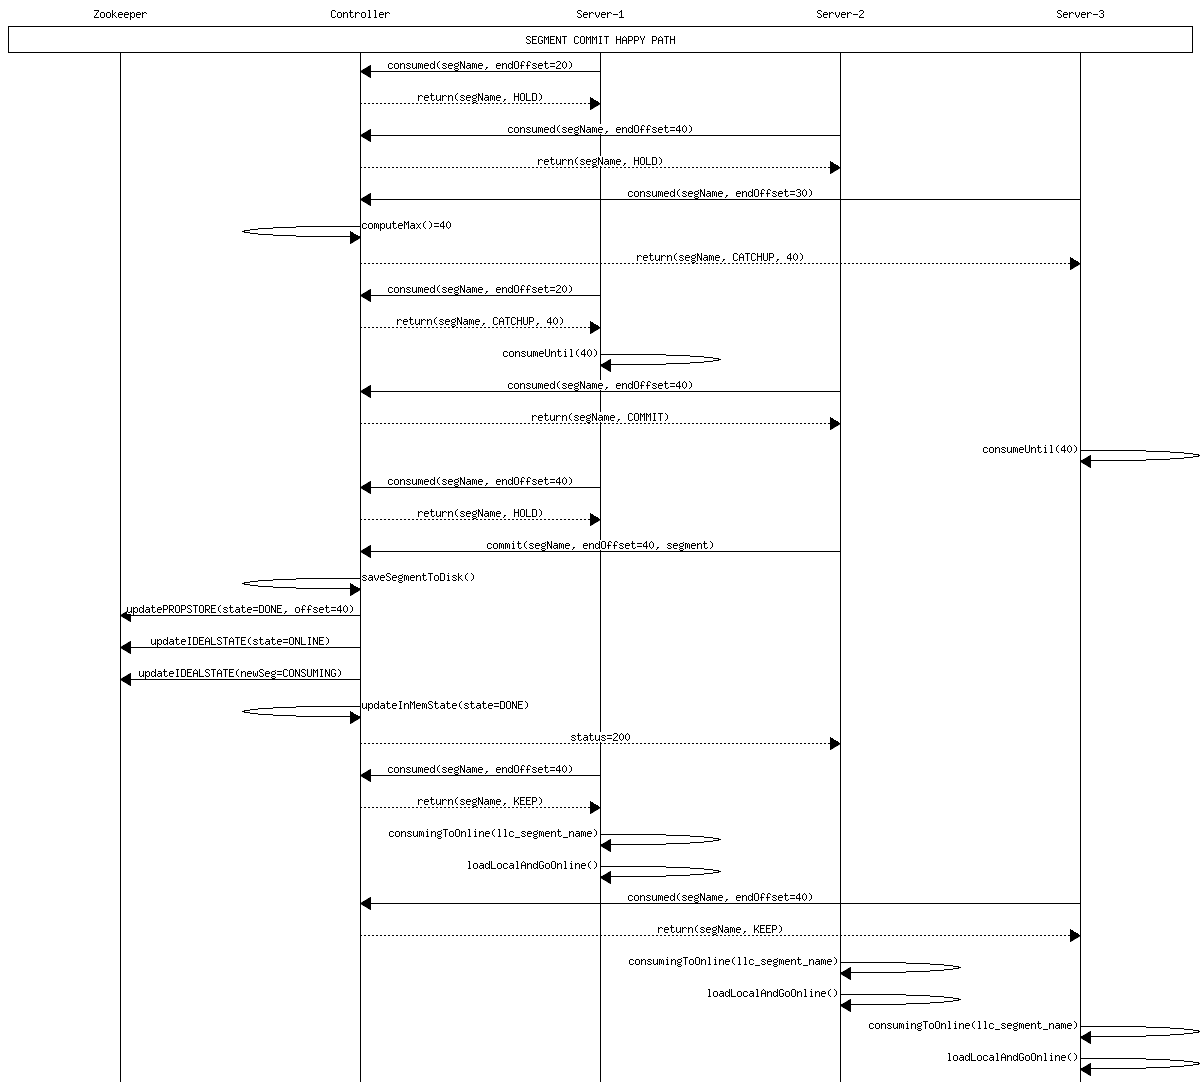 Zookeeper Controller Server-1 Server-2 Server-3
SEGMENT COMMIT HAPPY PATH
consumed(segName, endOffset=20)
return(segName, HOLD)
consumed(segName, endOffset=40)
return(segName, HOLD)
consumed(segName, endOffset=30)
computeMax()=40
return(segName, CATCHUP, 40)
consumed(segName, endOffset=20)
return(segName, CATCHUP, 40)
consumeUntil(40)
consumed(segName, endOffset=40)
return(segName, COMMIT)
consumeUntil(40)
consumed(segName, endOffset=40)
return(segName, HOLD)
commit(segName, endOffset=40, segment)
saveSegmentToDisk()
updatePROPSTORE(state=DONE, offset=40)
updateIDEALSTATE(state=ONLINE)
updateIDEALSTATE(newSeg=CONSUMING)
updateInMemState(state=DONE)
status=200
consumed(segName, endOffset=40)
return(segName, KEEP)
consumingToOnline(llc_segment_name)
loadLocalAndGoOnline()
consumed(segName, endOffset=40)
return(segName, KEEP)
consumingToOnline(llc_segment_name)
loadLocalAndGoOnline()
consumingToOnline(llc_segment_name)
loadLocalAndGoOnline()